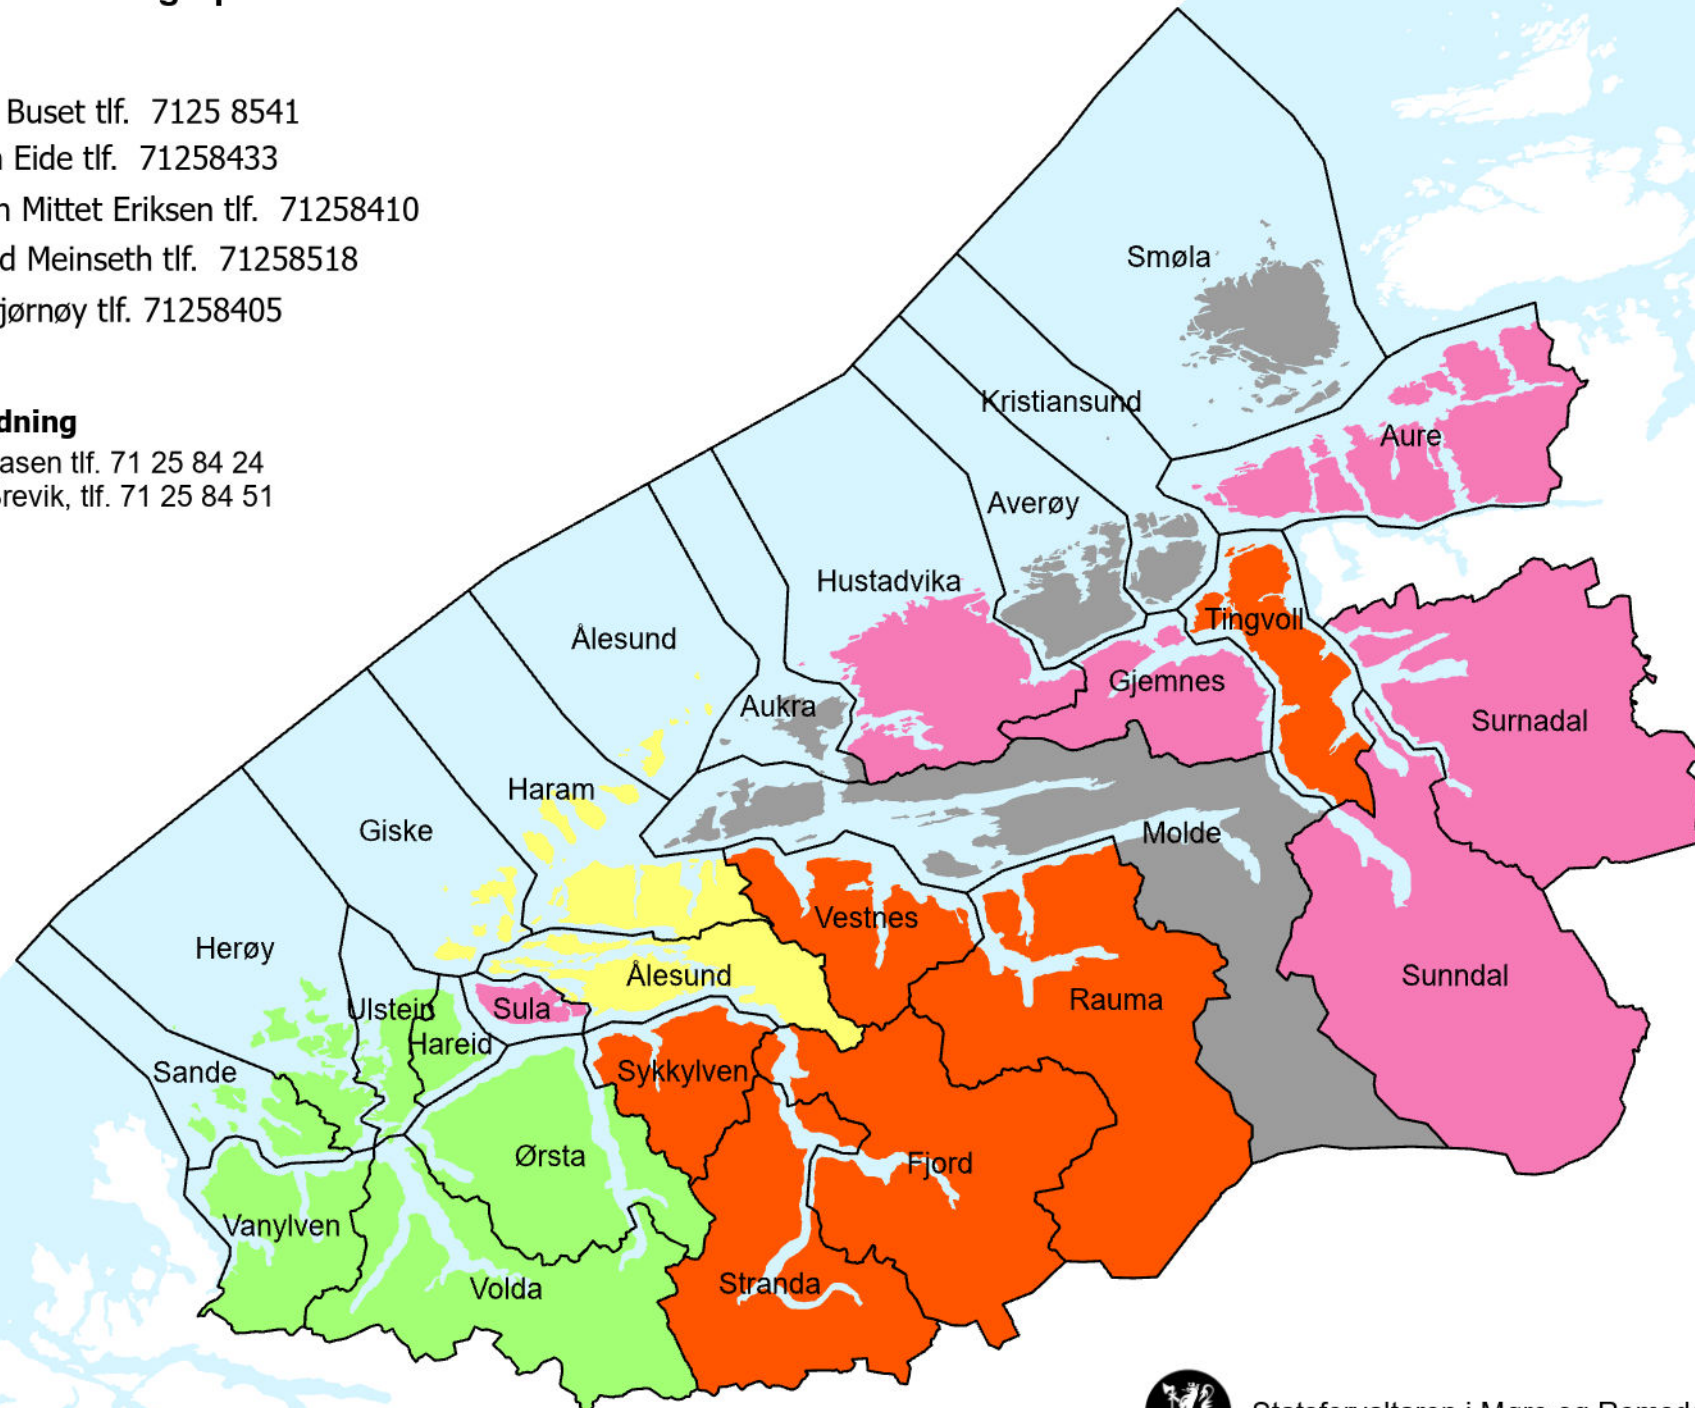 Buset tlf. 7125 8541
Eide tlf. 71258433
Mittet Eriksen tlf. 71258410
Meinseth tlf. 71258518
tlf. 71258405
tlf. 71 25 84 24
tlf. 71 25 84 51
Smøla
Kristiansund
Aure
Averøy
Hustadvika
Tingvoll
Ålesund
Gjemnes
Aukra
Surnadal
Haram
Giske
Molde
Vestnes
Herøy
Ålesund
Sunndal
Rauma
Ulstein
Sula
Hareid
Sande
Sykkylven
Ørsta
Fjord
Vanylven
Stranda
Volda